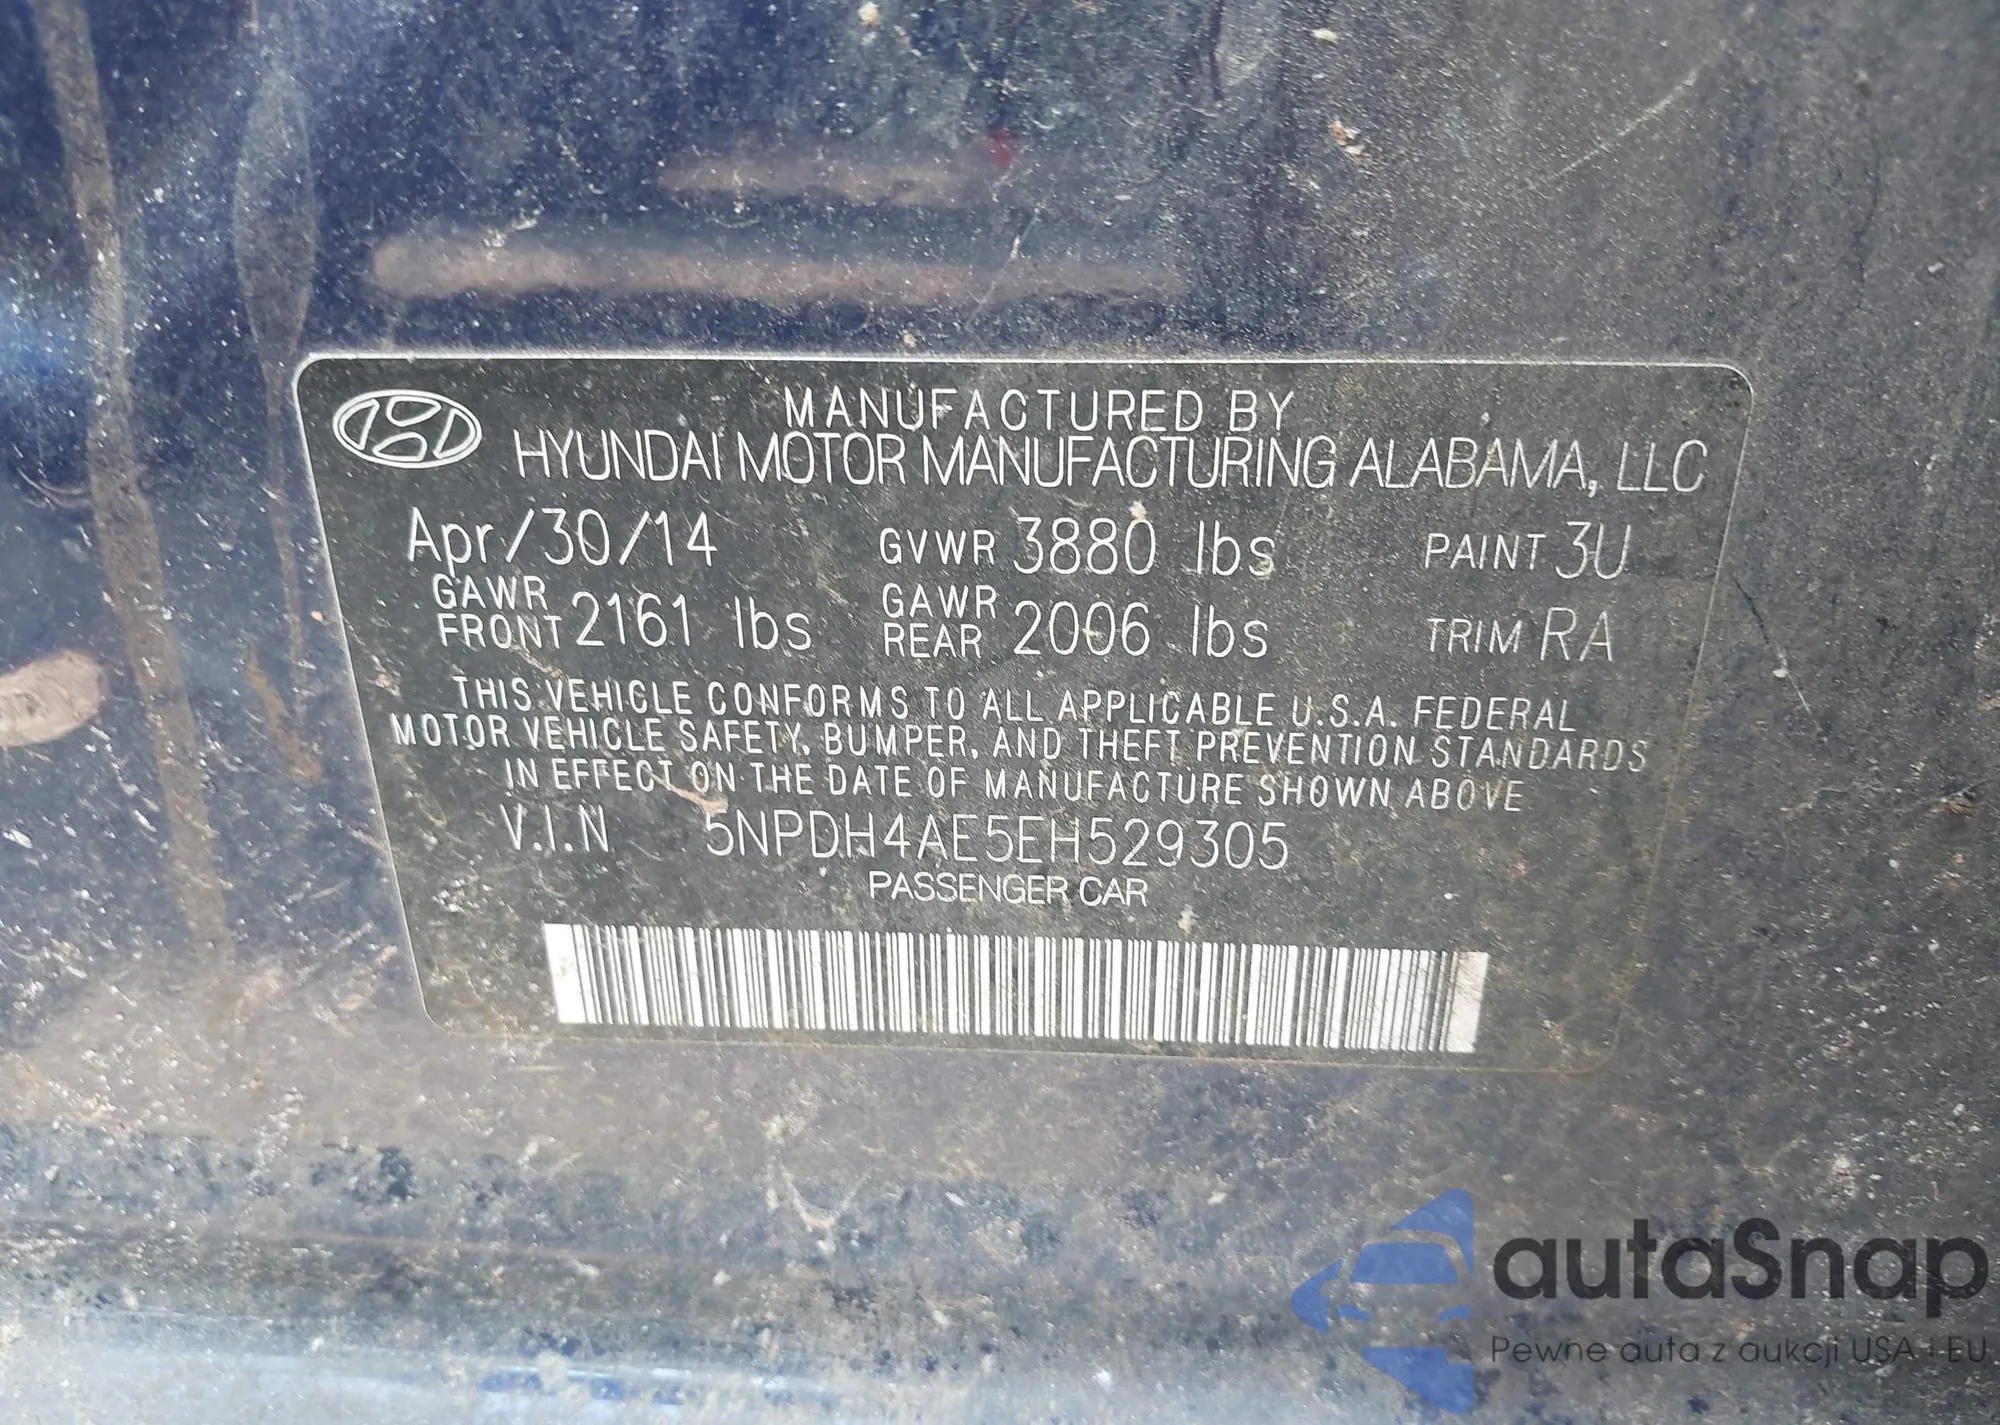 MANUFACTURED BY
HYUNDAI MOTOR MANUFACTURING ALABAMA, LLC
Apr/30/14 GVWR 3880 lbs PAINT 3U
GAWR FRONT 2161 lbs GAWR REAR 2006 lbs TRIM RA
THIS VEHICLE CONFORMS TO ALL APPLICABLE U.S.A. FEDERAL
MOTOR VEHICLE SAFETY, BUMPER, AND THEFT PREVENTION STANDARDS
IN EFFECT ON THE DATE OF MANUFACTURE SHOWN ABOVE
V.I.N 5NPDH4AE5EH529305
PASSENGER CAR
autaSnap
Pewne auta z aukcji USA i EU